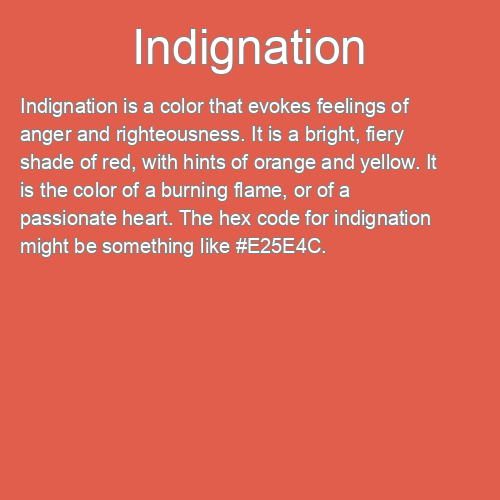 Indignation
Indignation is a color that evokes feelings of
anger and righteousness. It is a bright, fiery
shade of red, with hints of orange and yellow. It
is the color of a burning flame, or of a
passionate heart. The hex code for indignation
might be something like #E25E4C.